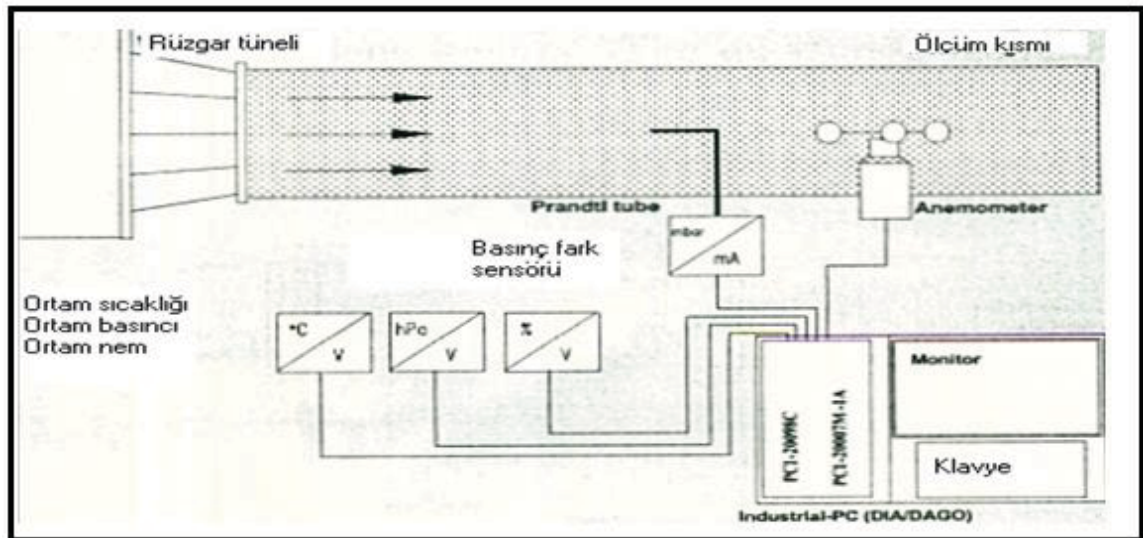 Rüzgar tüneli
Ölçüm kısmı
Prandtl tube
Anemometer
Basınç fark
sensörü
mbar
mA
Ortam sıcaklığı
Ortam basıncı
Ortam nem
°C
V
hPa
V
%
V
PCI-20098C
PCI-20007M-1A
Monitor
Klavye
Industrial-PC (DIA/DAGO)